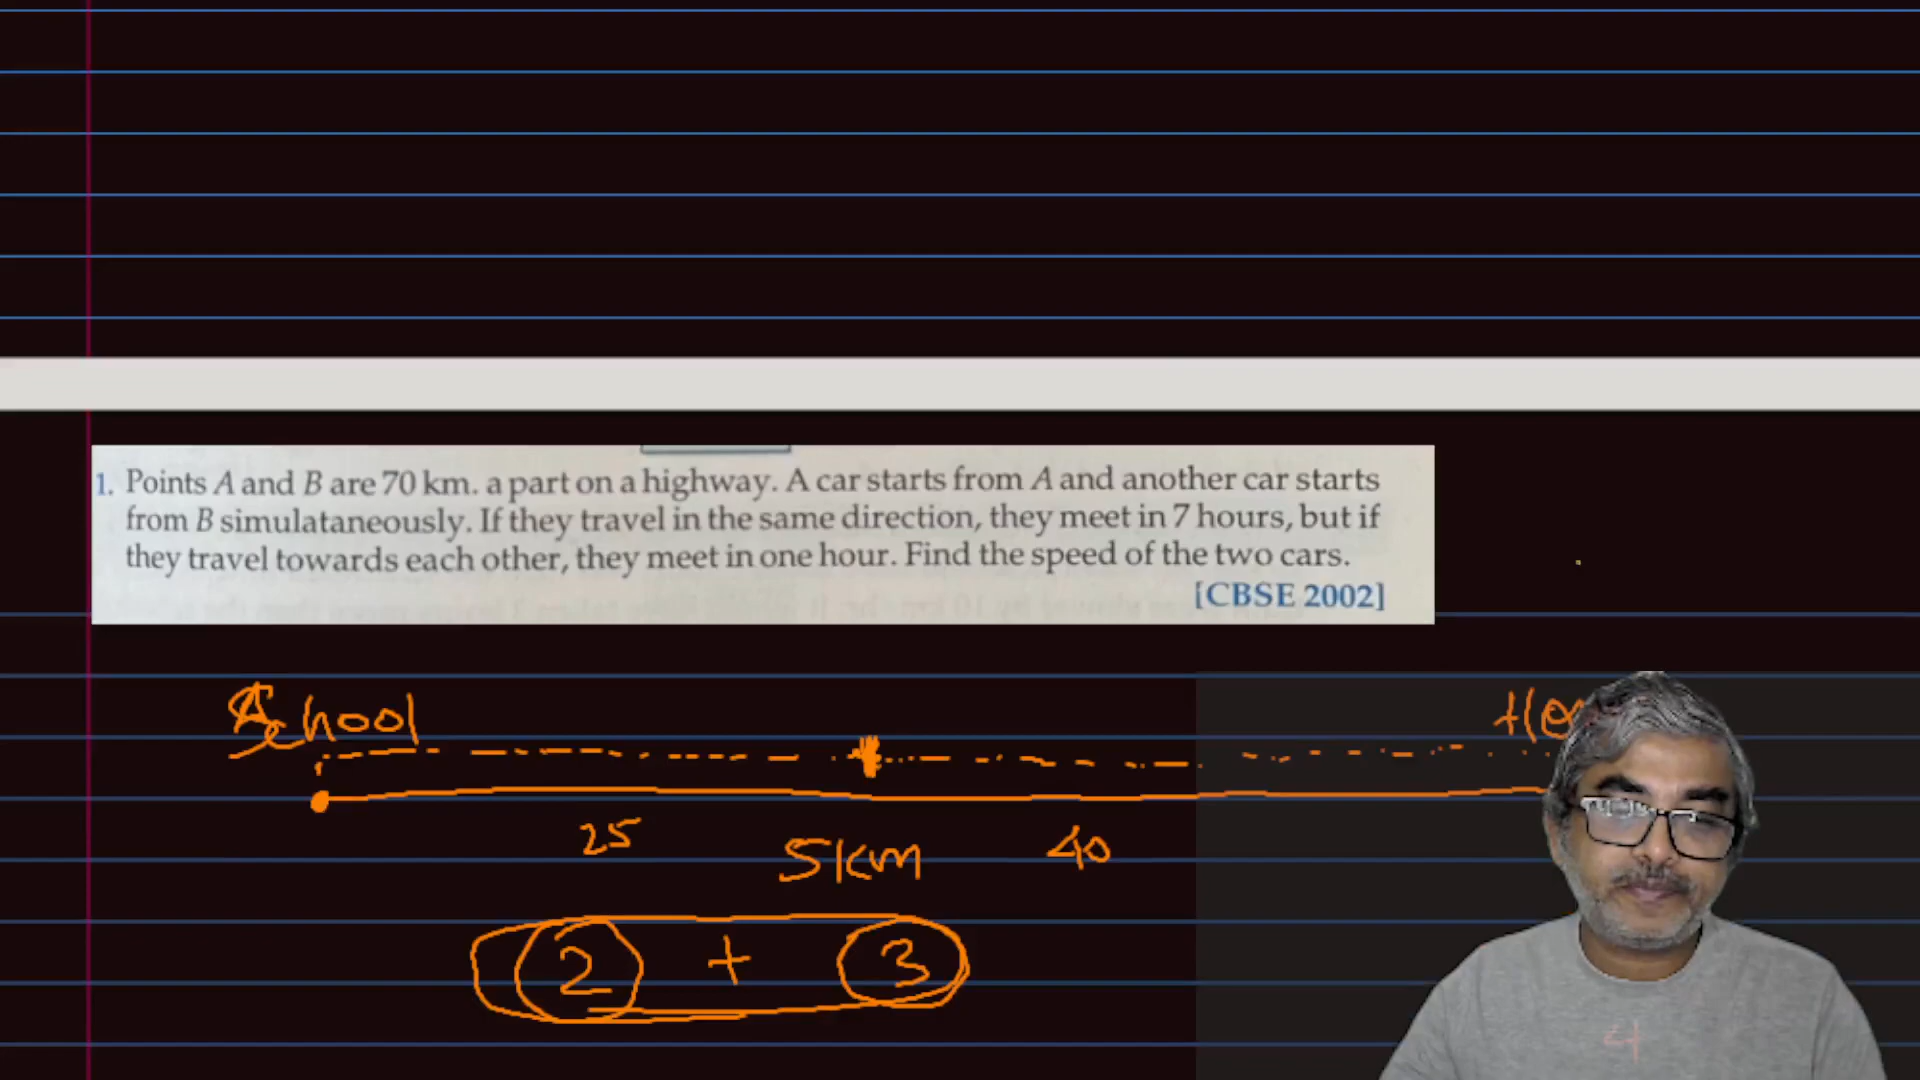 1. Points A and B are 70 km. a part on a highway. A car starts from A and another car starts
from B simulataneously. If they travel in the same direction, they meet in 7 hours, but if
they travel towards each other, they meet in one hour. Find the speed of the two cars.
[CBSE 2002]
School
25
5km
40
2 + 3